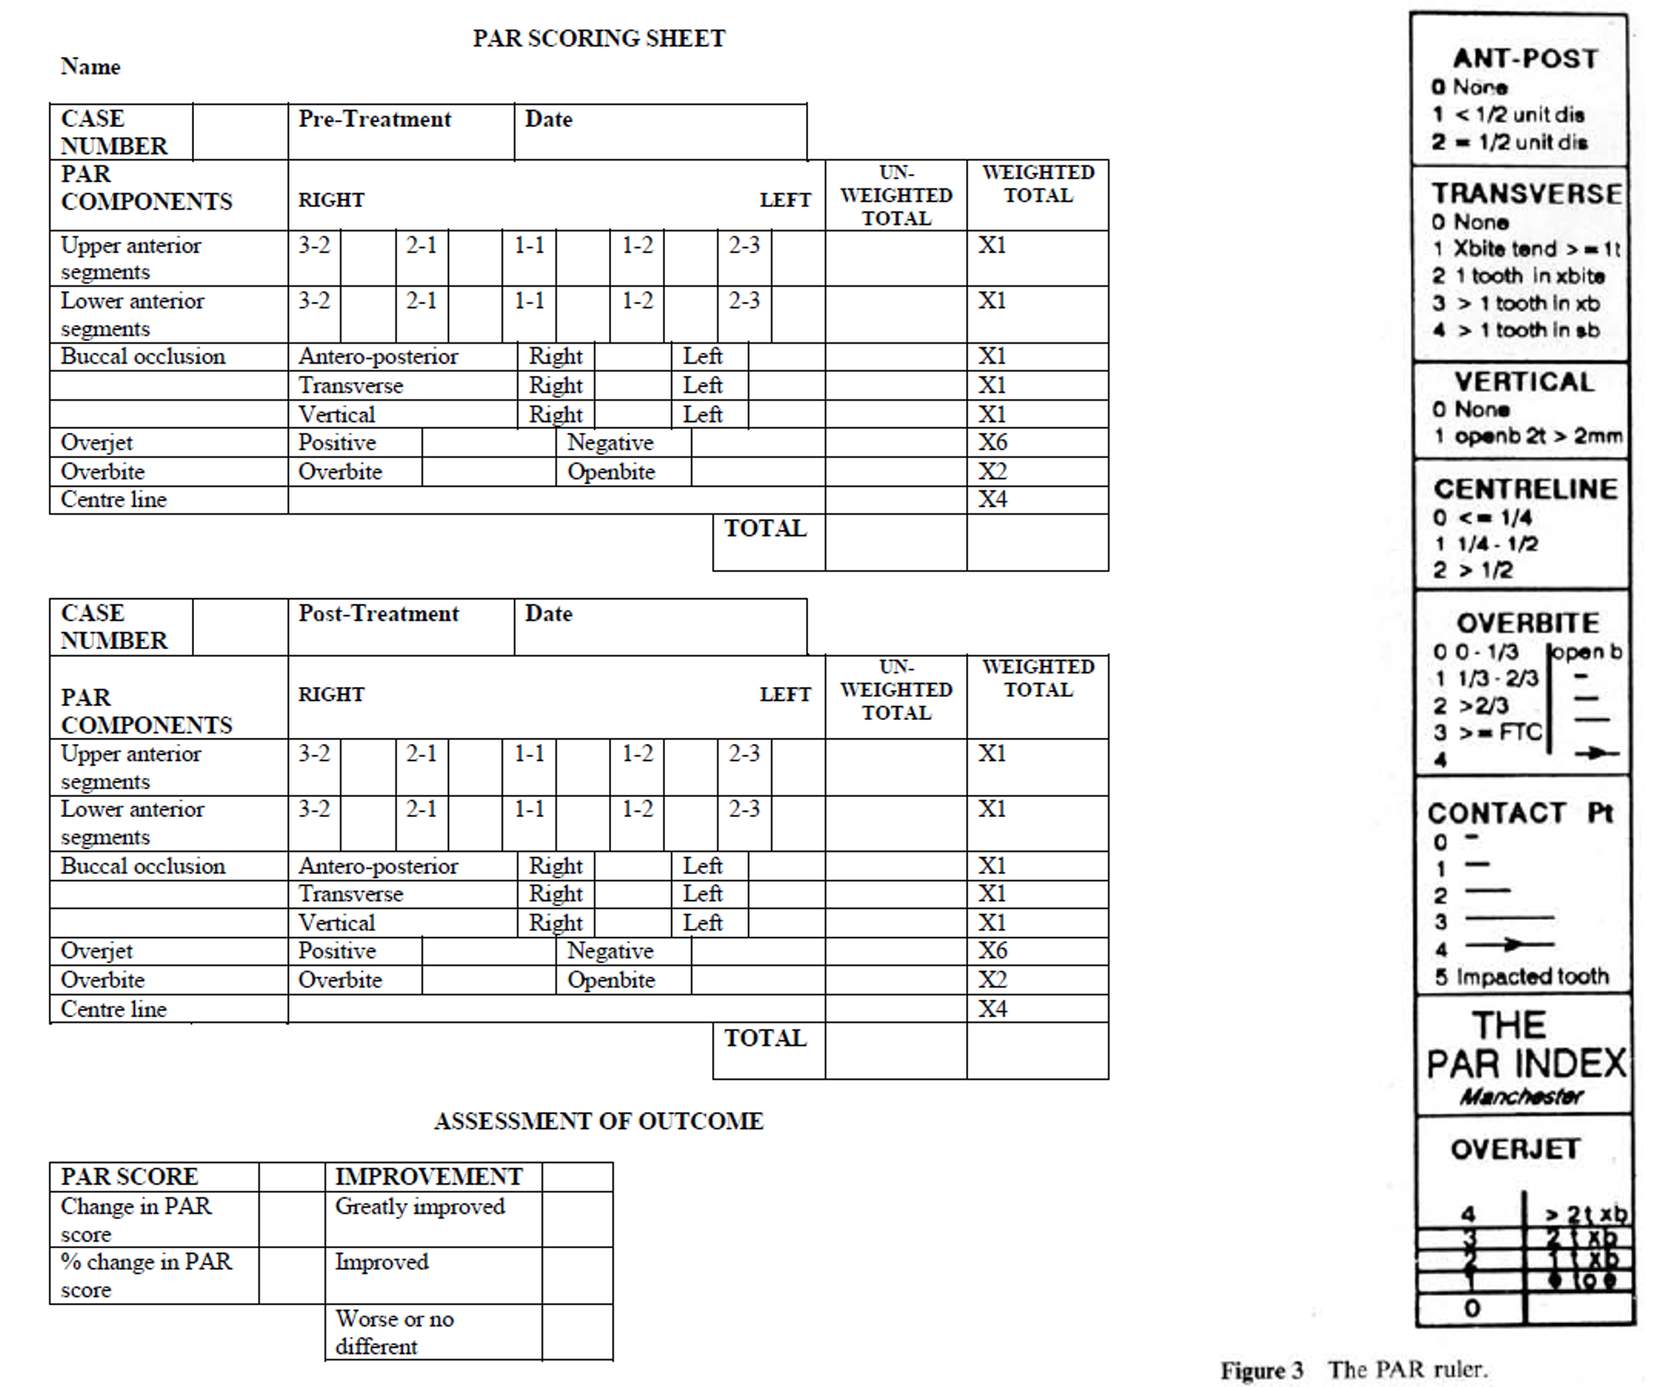 PAR SCORING SHEET
Name
CASE NUMBER Pre-Treatment Date
PAR COMPONENTS RIGHT LEFT UN-WEIGHTED TOTAL WEIGHTED TOTAL
Upper anterior segments 3-2 2-1 1-1 1-2 2-3 X1
Lower anterior segments 3-2 2-1 1-1 1-2 2-3 X1
Buccal occlusion Antero-posterior Right Left X1
Transverse Right Left X1
Vertical Right Left X1
Overjet Positive Negative X6
Overbite Overbite Openbite X2
Centre line X4
TOTAL
CASE NUMBER Post-Treatment Date
PAR COMPONENTS RIGHT LEFT UN-WEIGHTED TOTAL WEIGHTED TOTAL
Upper anterior segments 3-2 2-1 1-1 1-2 2-3 X1
Lower anterior segments 3-2 2-1 1-1 1-2 2-3 X1
Buccal occlusion Antero-posterior Right Left X1
Transverse Right Left X1
Vertical Right Left X1
Overjet Positive Negative X6
Overbite Overbite Openbite X2
Centre line X4
TOTAL
ASSESSMENT OF OUTCOME
PAR SCORE IMPROVEMENT
Change in PAR score Greatly improved
% change in PAR score Improved
Worse or no different
ANT-POST
0 None
1 < 1/2 unit dis
2 = 1/2 unit dis
TRANSVERSE
0 None
1 Xbite tend > = 1t
2 1 tooth in xbite
3 > 1 tooth in xb
4 > 1 tooth in sb
VERTICAL
0 None
1 openb 2t > 2mm
CENTRELINE
0 <= 1/4
1 1/4 - 1/2
2 > 1/2
OVERBITE
0 0 - 1/3 open b
1 1/3 - 2/3
2 >2/3
3 >= FTC
4
CONTACT Pt
0
1
2
3
4
5 Impacted tooth
THE
PAR INDEX
Manchester
OVERJET
4 > 2t xb
3 2 t xb
2 1 t xb
1 e to e
0
Figure 3 The PAR ruler.